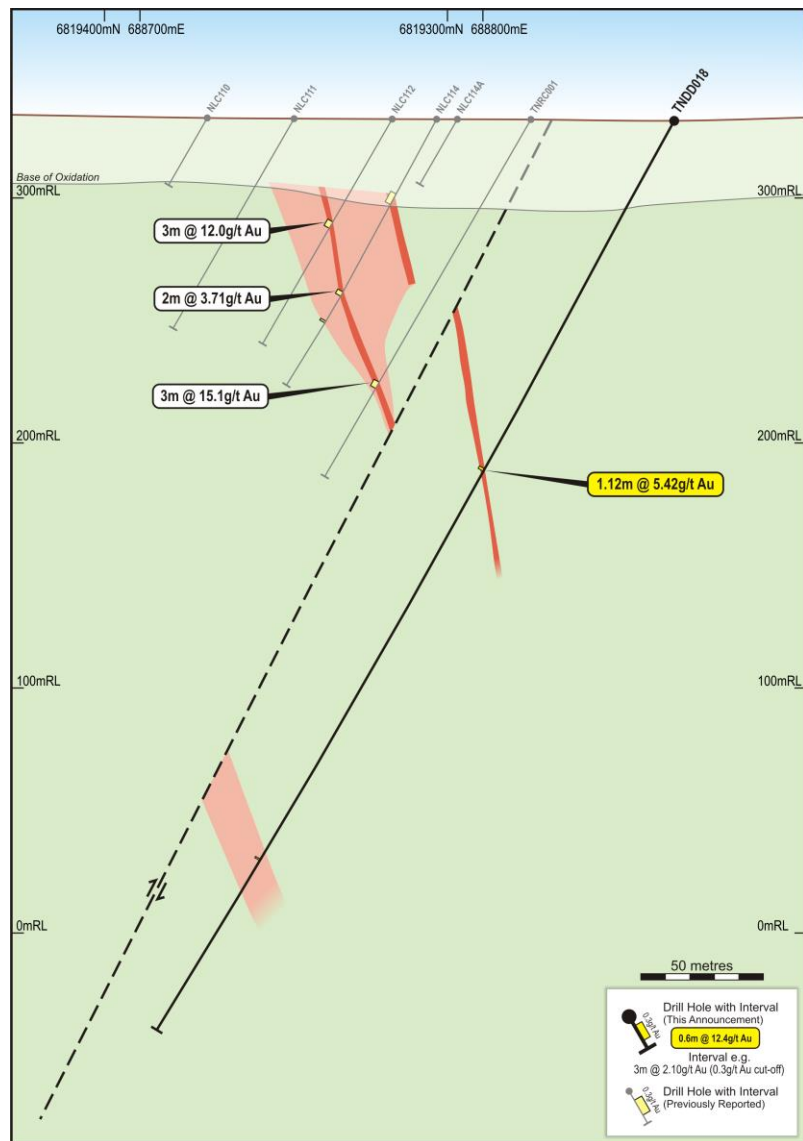 6819400mN 688700mE
6819300mN 688800mE
NLC110
NLC111
NLC112
NLC114
NLC114A
TNRC001
TNDD018
Base of Oxidation
300mRL
300mRL
3m @ 12.0g/t Au
2m @ 3.71g/t Au
3m @ 15.1g/t Au
200mRL
200mRL
1.12m @ 5.42g/t Au
100mRL
100mRL
0mRL
0mRL
50 metres
0.3g/t Au
Drill Hole with Interval
(This Announcement)
0.6m @ 12.4g/t Au
Interval e.g.
3m @ 2.10g/t Au (0.3g/t Au cut-off)
0.3g/t Au
Drill Hole with Interval
(Previously Reported)